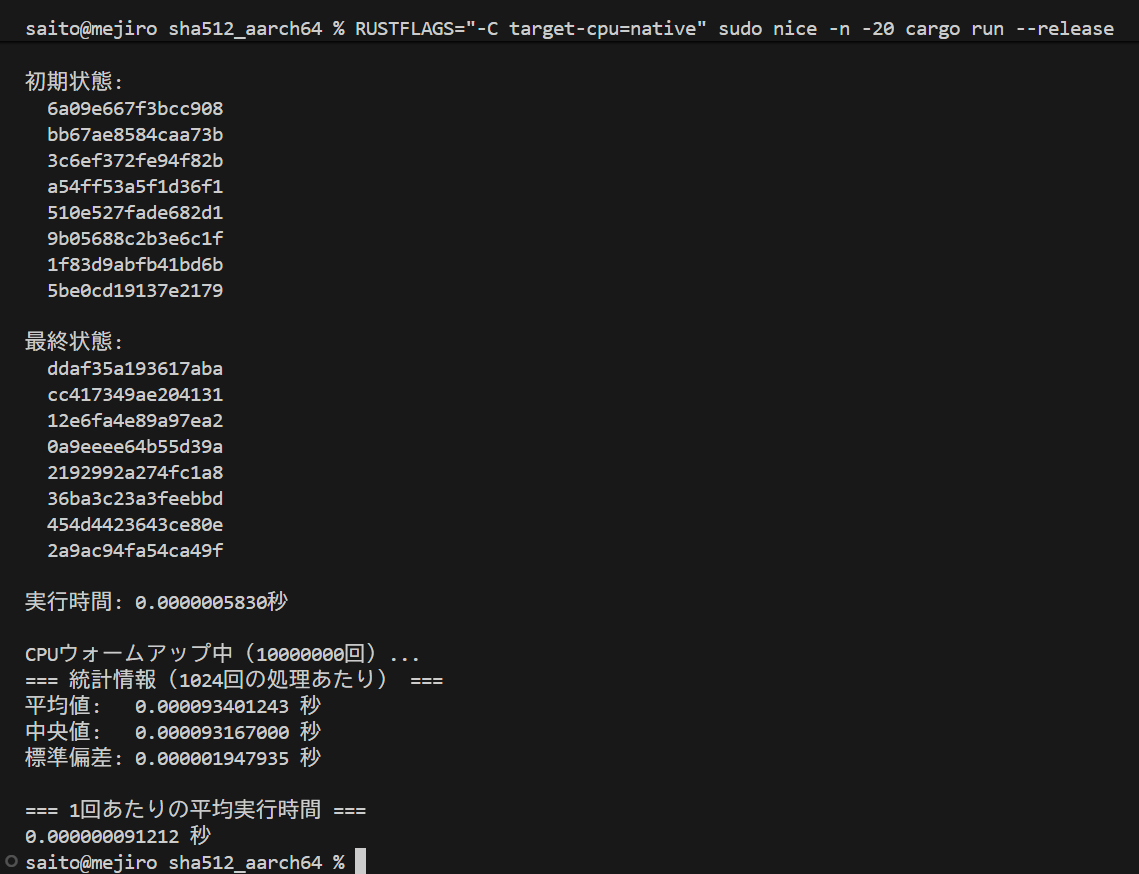 saito@mejiro sha512_aarch64 % RUSTFLAGS="-C target-cpu=native" sudo nice -n -20 cargo run --release
初期状態:
6a09e667f3bcc908
bb67ae8584caa73b
3c6ef372fe94f82b
a54ff53a5f1d36f1
510e527fade682d1
9b05688c2b3e6c1f
1f83d9abfb41bd6b
5be0cd19137e2179
最終状態:
ddaf35a193617aba
cc417349ae204131
12e6fa4e89a97ea2
0a9eeee64b55d39a
2192992a274fc1a8
36ba3c23a3feebbd
454d4423643ce80e
2a9ac94fa54ca49f
実行時間: 0.0000005830秒
CPUウォームアップ中（10000000回）...
=== 統計情報（1024回の処理あたり） ===
平均値:   0.000093401243 秒
中央値:   0.000093167000 秒
標準偏差: 0.000001947935 秒
=== 1回あたりの平均実行時間 ===
0.000000091212 秒
saito@mejiro sha512_aarch64 %